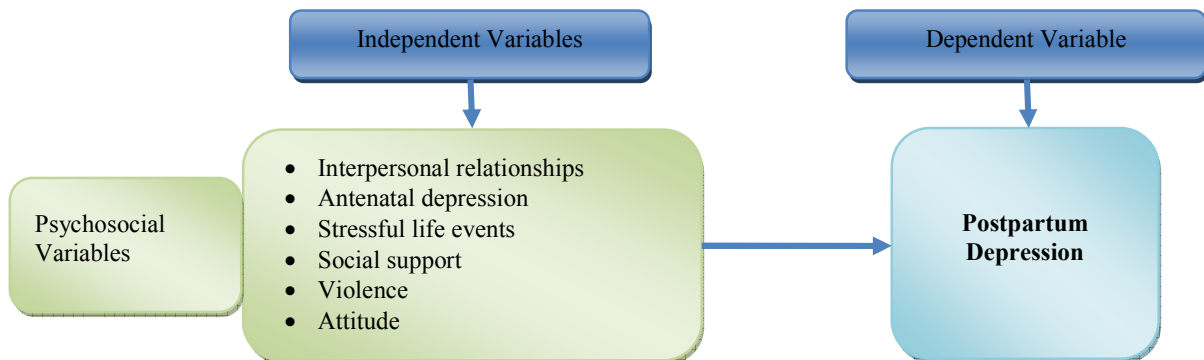 Independent Variables
Dependent Variable
Psychosocial
Variables
• Interpersonal relationships
• Antenatal depression
• Stressful life events
• Social support
• Violence
• Attitude
Postpartum
Depression